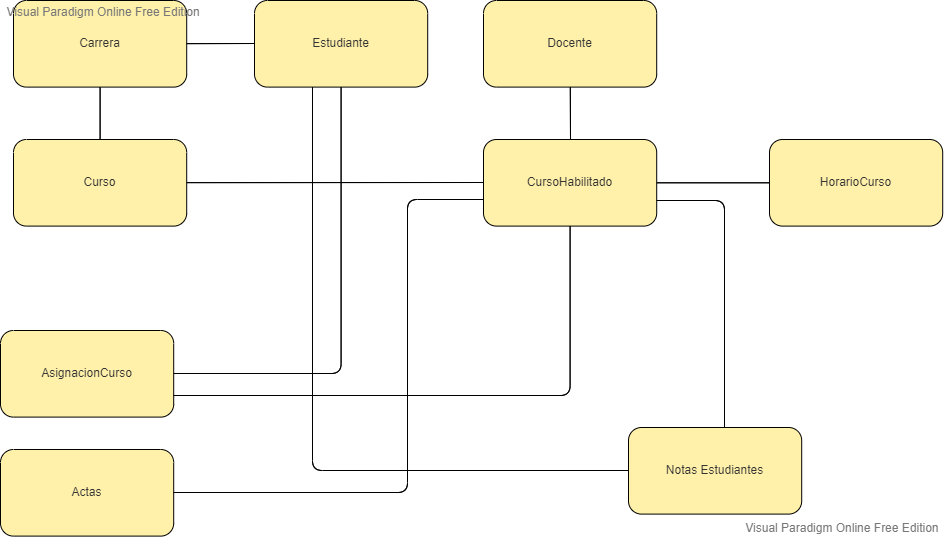 Visual Paradigm Online Free Edition
Carrera
Estudiante
Docente
Curso
CursoHabilitado
HorarioCurso
AsignacionCurso
Notas Estudiantes
Actas
Visual Paradigm Online Free Edition